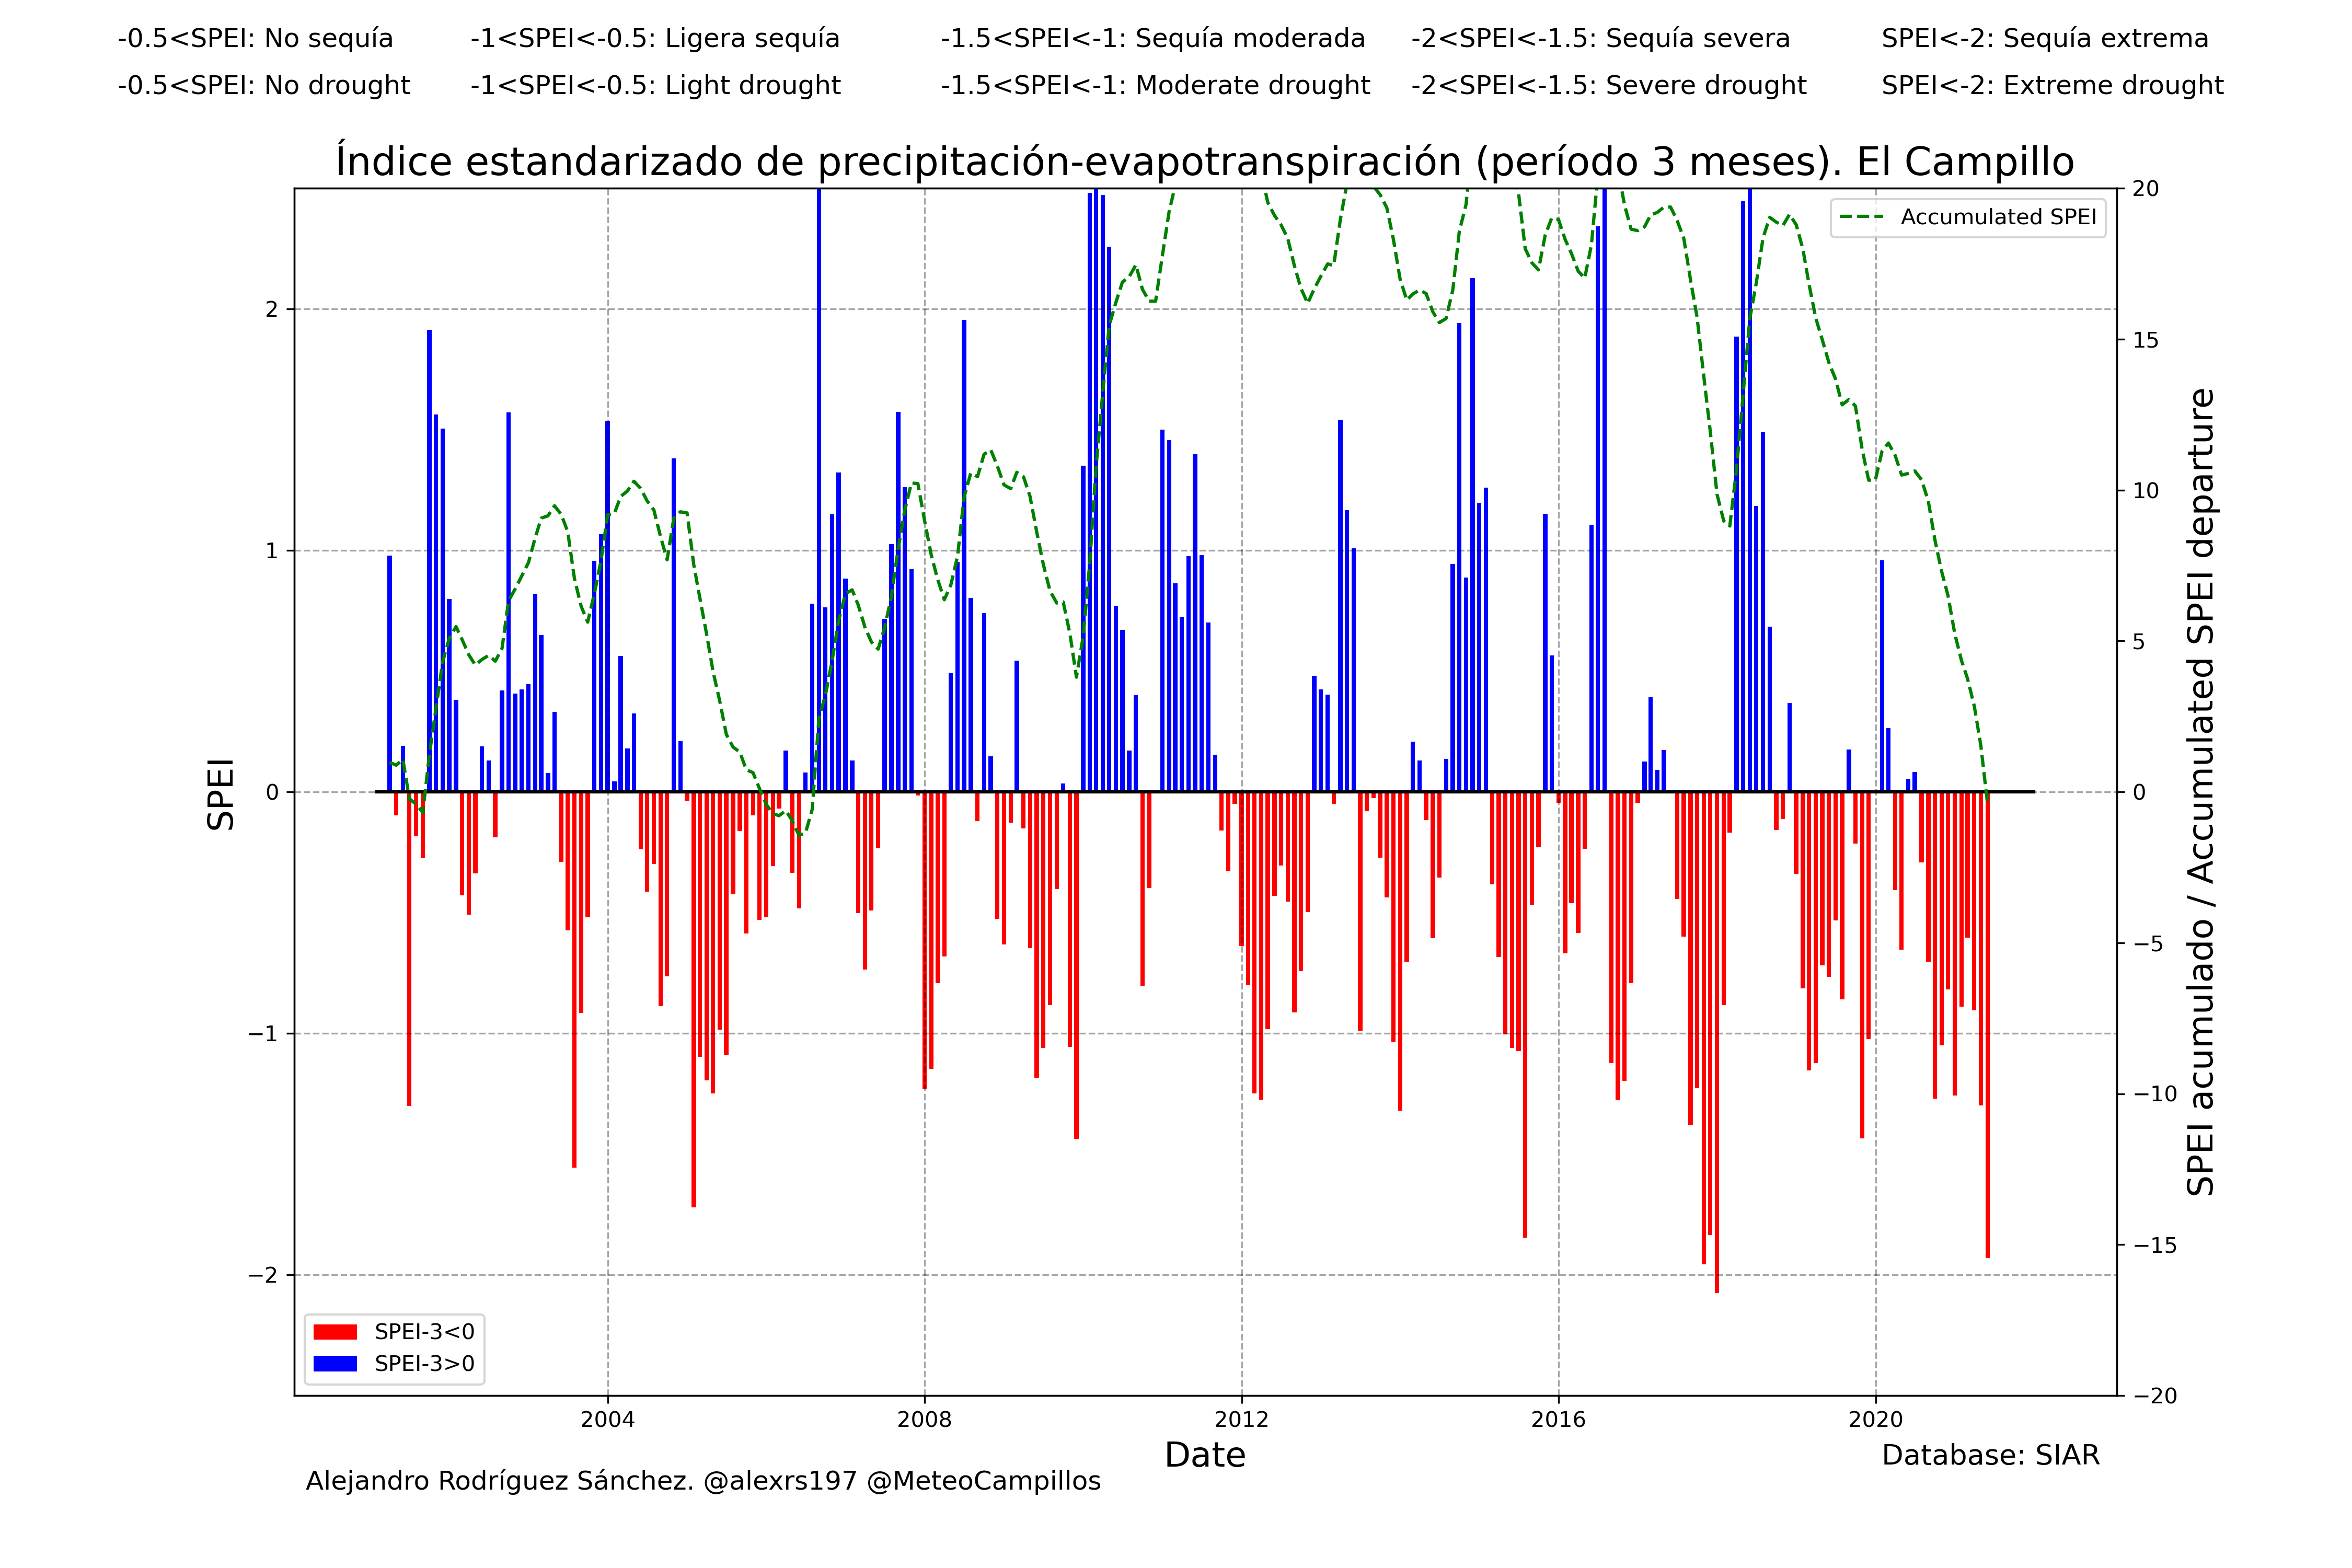 -0.5<SPEI: No sequía -1<SPEI<-0.5: Ligera sequía -1.5<SPEI<-1: Sequía moderada -2<SPEI<-1.5: Sequía severa SPEI<-2: Sequía extrema
-0.5<SPEI: No drought -1<SPEI<-0.5: Light drought -1.5<SPEI<-1: Moderate drought -2<SPEI<-1.5: Severe drought SPEI<-2: Extreme drought
Índice estandarizado de precipitación-evapotranspiración (período 3 meses). El Campillo
Accumulated SPEI
SPEI
2
1
0
−1
−2
20
15
10
5
0
−5
−10
−15
−20
SPEI acumulado / Accumulated SPEI departure
SPEI-3<0
SPEI-3>0
2004 2008 2012 2016 2020
Date
Database: SIAR
Alejandro Rodríguez Sánchez. @alexrs197 @MeteoCampillos